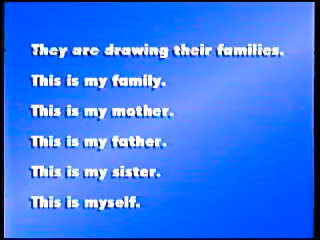 They are drawing their families.
This is my family.
This is my mother.
This is my father.
This is my sister.
This is myself.